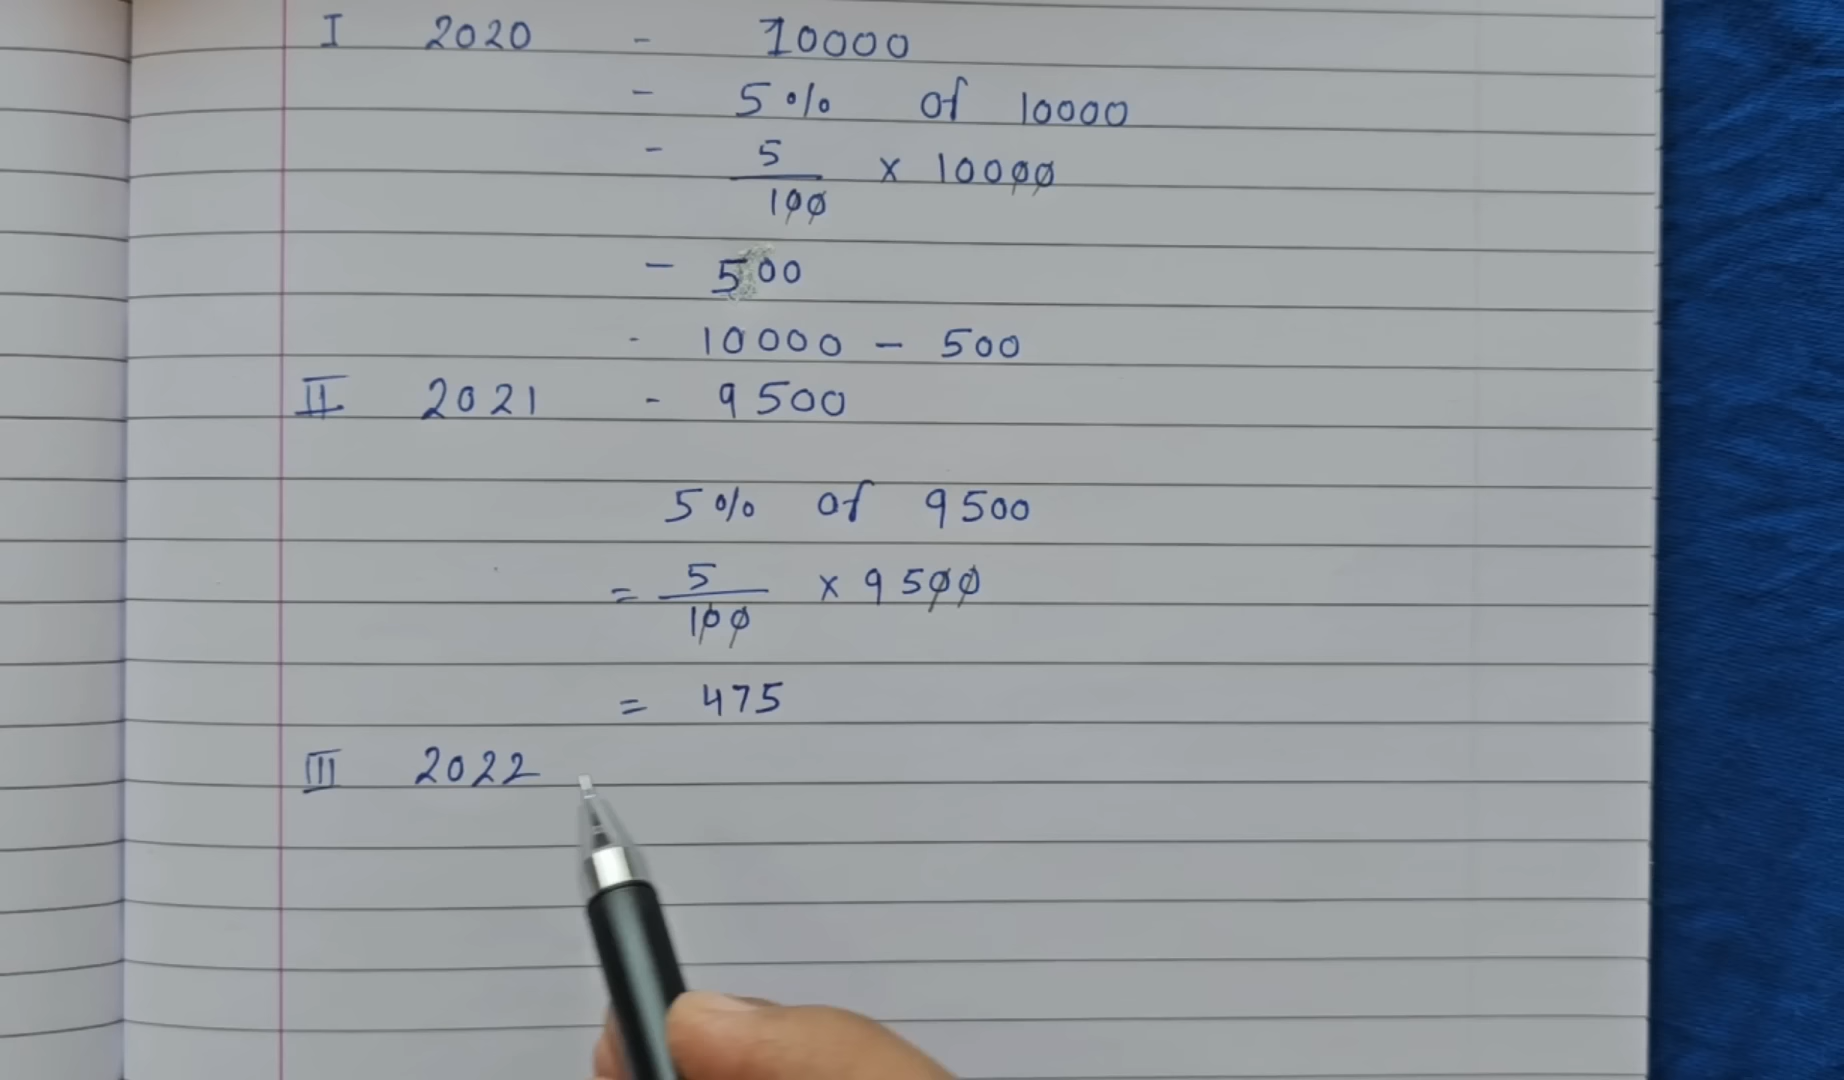 I 2020 - 10000
- 5% of 10000
- 5/100 x 10000
- 500
- 10000 - 500
II 2021 - 9500
5% of 9500
= 5/100 x 9500
= 475
III 2022